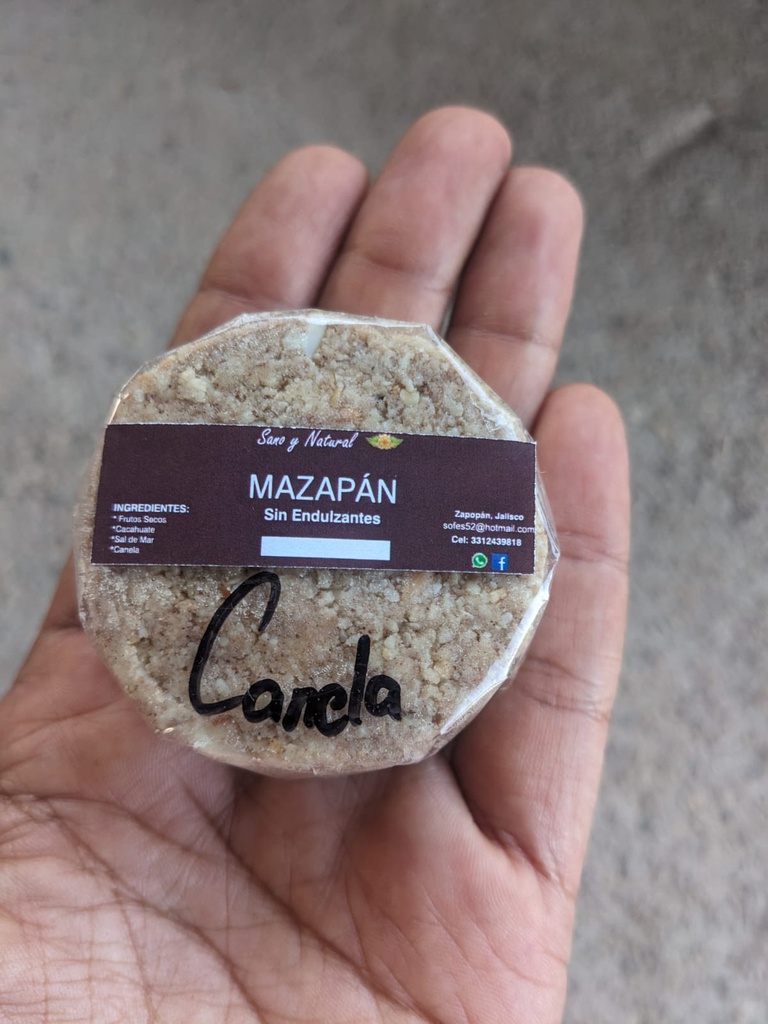 Sano y Natural
MAZAPÁN
Sin Endulzantes
INGREDIENTES:
*Frutos Secos
*Cacahuate
*Sal de Mar
*Canela
Zapopán, Jalisco
sofes52@hotmail.com
Cel: 3312439818
Canela